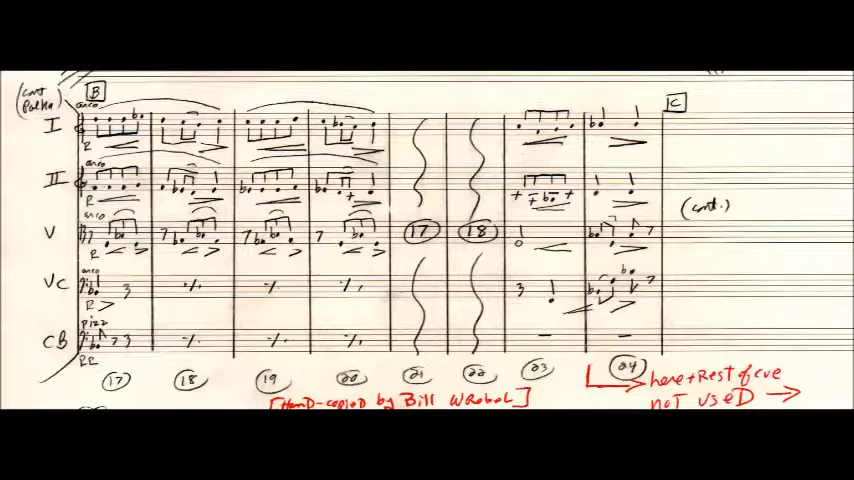 (cont Polka)
B
C
arco
I
R
arco
II
R
arco
V
17
18
(cont.)
arco
VC
R
pizz
CB
RR
17 18 19 20 21 22 23 24
here + Rest of cue
[HanD-copieD by Bill WRobel]
noT UseD